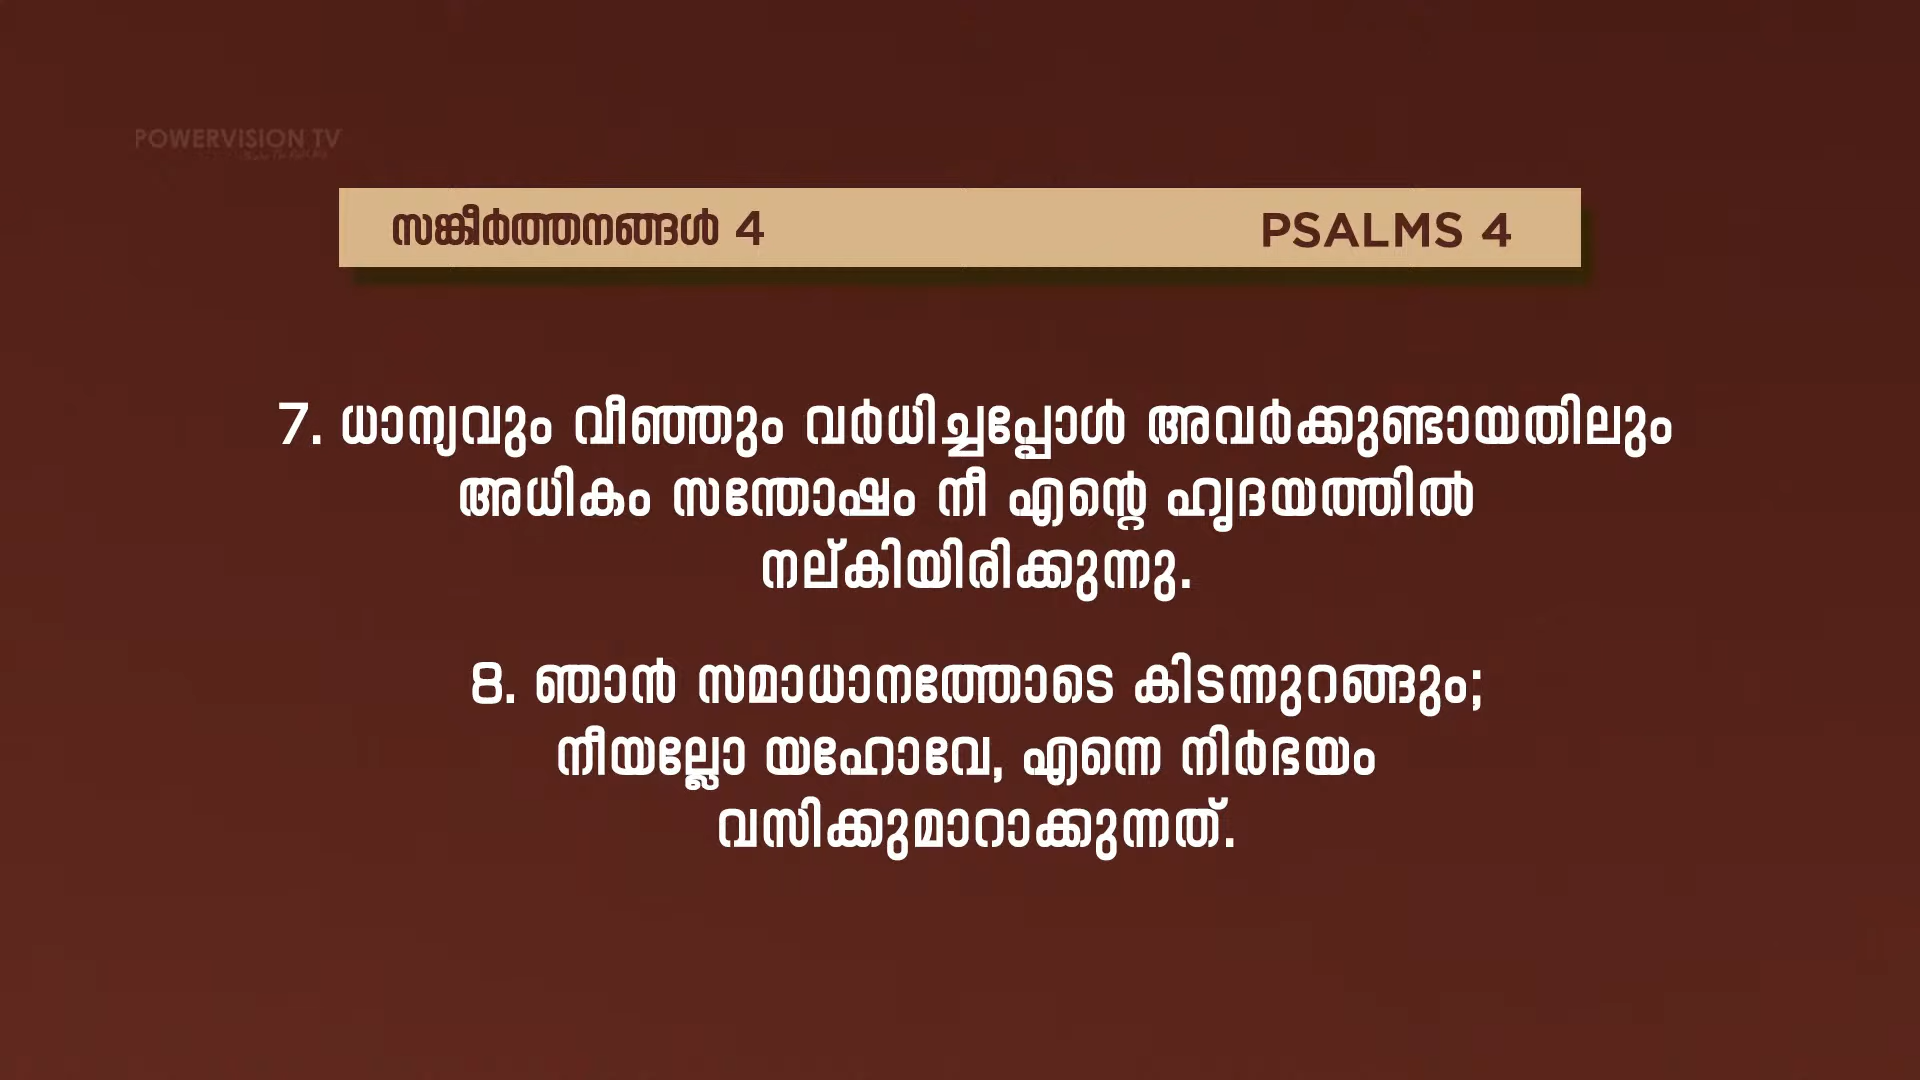 POWERVISION TV
സങ്കീർത്തനങ്ങൾ 4 PSALMS 4
7. ധാന്യവും വീഞ്ഞും വർധിച്ചപ്പോൾ അവർക്കുണ്ടായതിലും
അധികം സന്തോഷം നീ എന്റെ ഹൃദയത്തിൽ
നല്കിയിരിക്കുന്നു.
8. ഞാൻ സമാധാനത്തോടെ കിടന്നുറങ്ങും;
നീയല്ലോ യഹോവേ, എന്നെ നിർഭയം
വസിക്കുമാറാക്കുന്നത്.